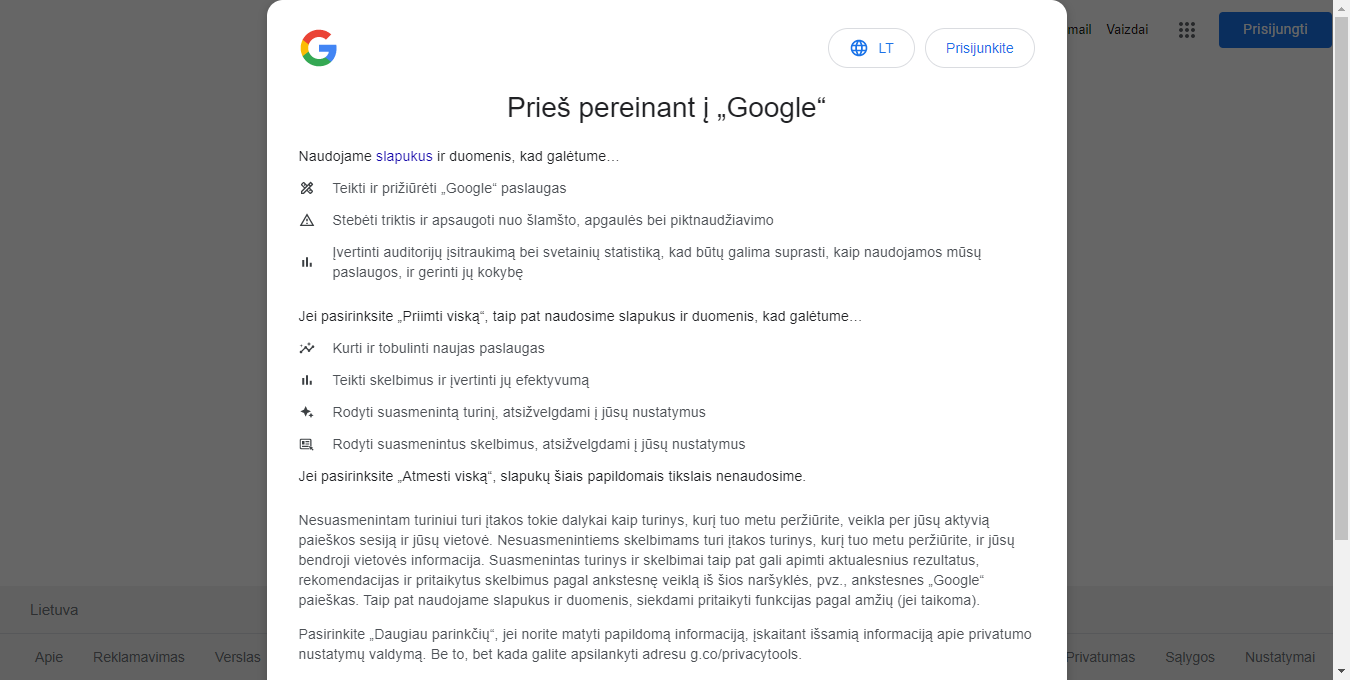 mail Vaizdai Prisijungti
LT Prisijunkite
Prieš pereinant į „Google“
Naudojame slapukus ir duomenis, kad galėtume…
Teikti ir prižiūrėti „Google“ paslaugas
Stebėti triktis ir apsaugoti nuo šlamšto, apgaulės bei piktnaudžiavimo
Įvertinti auditorijų įsitraukimą bei svetainių statistiką, kad būtų galima suprasti, kaip naudojamos mūsų
paslaugos, ir gerinti jų kokybę
Jei pasirinksite „Priimti viską“, taip pat naudosime slapukus ir duomenis, kad galėtume…
Kurti ir tobulinti naujas paslaugas
Teikti skelbimus ir įvertinti jų efektyvumą
Rodyti suasmenintą turinį, atsižvelgdami į jūsų nustatymus
Rodyti suasmenintus skelbimus, atsižvelgdami į jūsų nustatymus
Jei pasirinksite „Atmesti viską“, slapukų šiais papildomais tikslais nenaudosime.
Nesuasmenintam turiniui turi įtakos tokie dalykai kaip turinys, kurį tuo metu peržiūrite, veikla per jūsų aktyvią
paieškos sesiją ir jūsų vietovė. Nesuasmenintiems skelbimams turi įtakos turinys, kurį tuo metu peržiūrite, ir jūsų
bendroji vietovės informacija. Suasmenintas turinys ir skelbimai taip pat gali apimti aktualesnius rezultatus,
rekomendacijas ir pritaikytus skelbimus pagal ankstesnę veiklą iš šios naršyklės, pvz., ankstesnes „Google“
paieškas. Taip pat naudojame slapukus ir duomenis, siekdami pritaikyti funkcijas pagal amžių (jei taikoma).
Pasirinkite „Daugiau parinkčių“, jei norite matyti papildomą informaciją, įskaitant išsamią informaciją apie privatumo
nustatymų valdymą. Be to, bet kada galite apsilankyti adresu g.co/privacytools.
Lietuva
Apie Reklamavimas Verslas Privatumas Sąlygos Nustatymai